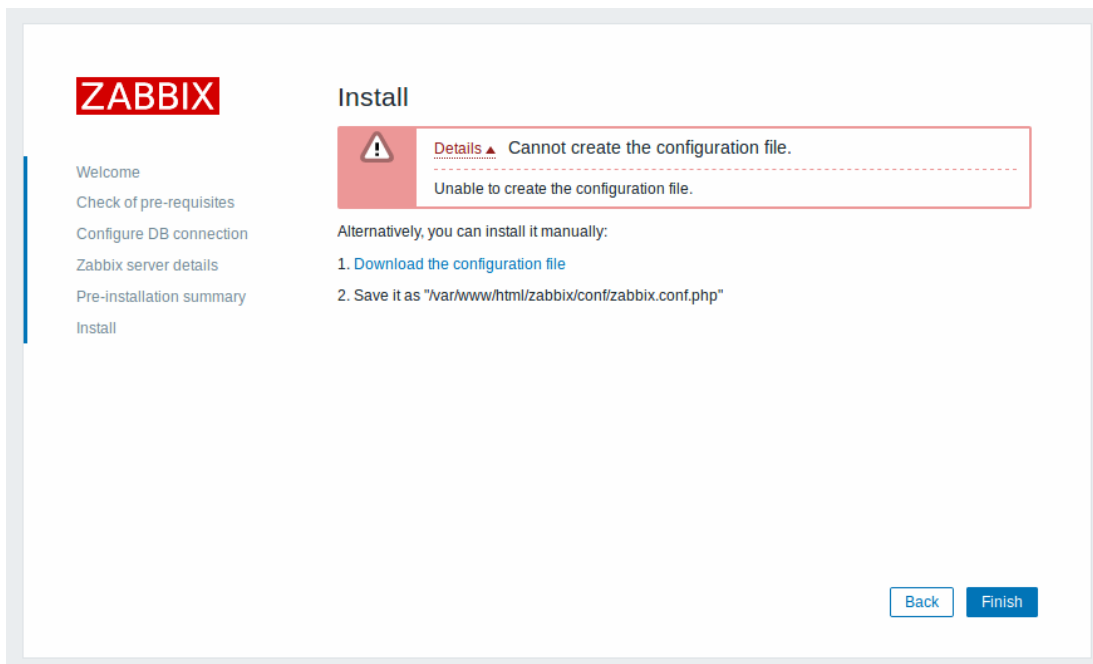 ZABBIX
Welcome
Check of pre-requisites
Configure DB connection
Zabbix server details
Pre-installation summary
Install
Install
Details Cannot create the configuration file.
Unable to create the configuration file.
Alternatively, you can install it manually:
1. Download the configuration file
2. Save it as "/var/www/html/zabbix/conf/zabbix.conf.php"
Back Finish